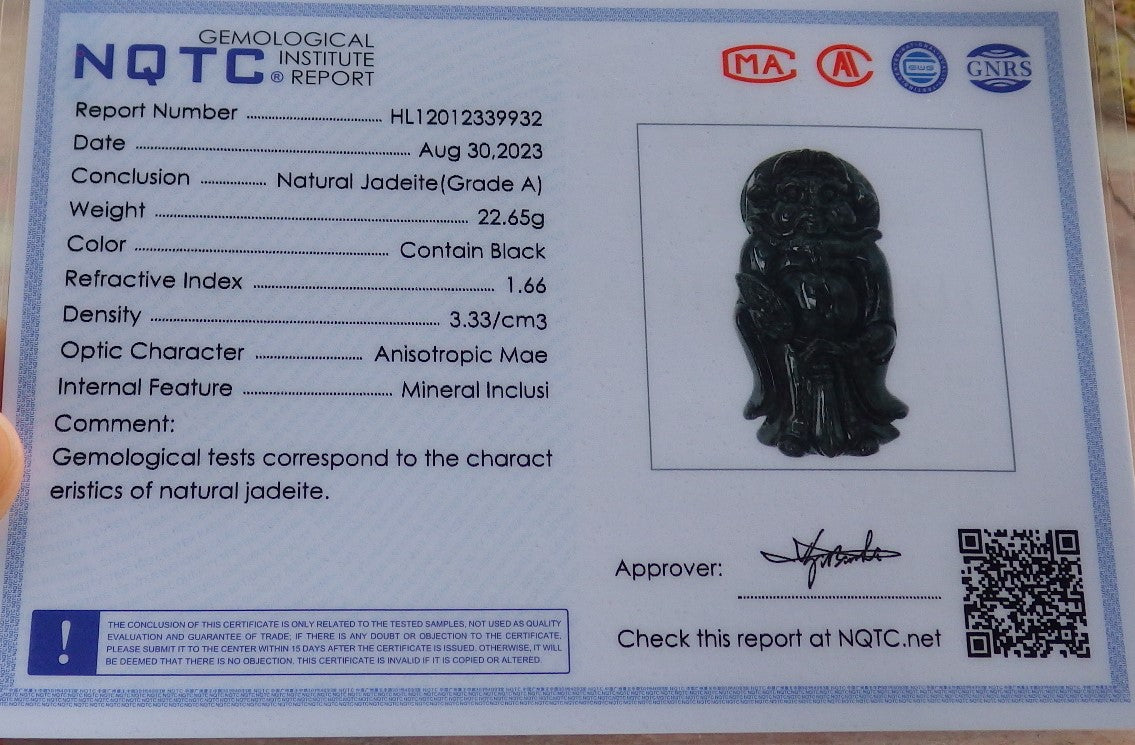 NQTC® GEMOLOGICAL INSTITUTE REPORT
MA
GNRS
Report Number HL12012339932
Date Aug 30,2023
Conclusion Natural Jadeite(Grade A)
Weight 22.65g
Color Contain Black
Refractive Index 1.66
Density 3.33/cm3
Optic Character Anisotropic Mae
Internal Feature Mineral Inclusi
Comment:
Gemological tests correspond to the charact
eristics of natural jadeite.
Approver:
Check this report at NQTC.net
!
THE CONCLUSION OF THIS CERTIFICATE IS ONLY RELATED TO THE TESTED SAMPLES, NOT USED AS QUALITY
EVALUATION AND GUARANTEE OF TRADE; IF THERE IS ANY DOUBT OR OBJECTION TO THE CERTIFICATE,
PLEASE SUBMIT IT TO THE CENTER WITHIN 15 DAYS AFTER THE CERTIFICATE IS ISSUED. OTHERWISE, IT WILL
BE DEEMED THAT THERE IS NO OBJECTION. THIS CERTIFICATE IS INVALID IF IT IS COPIED OR ALTERED.